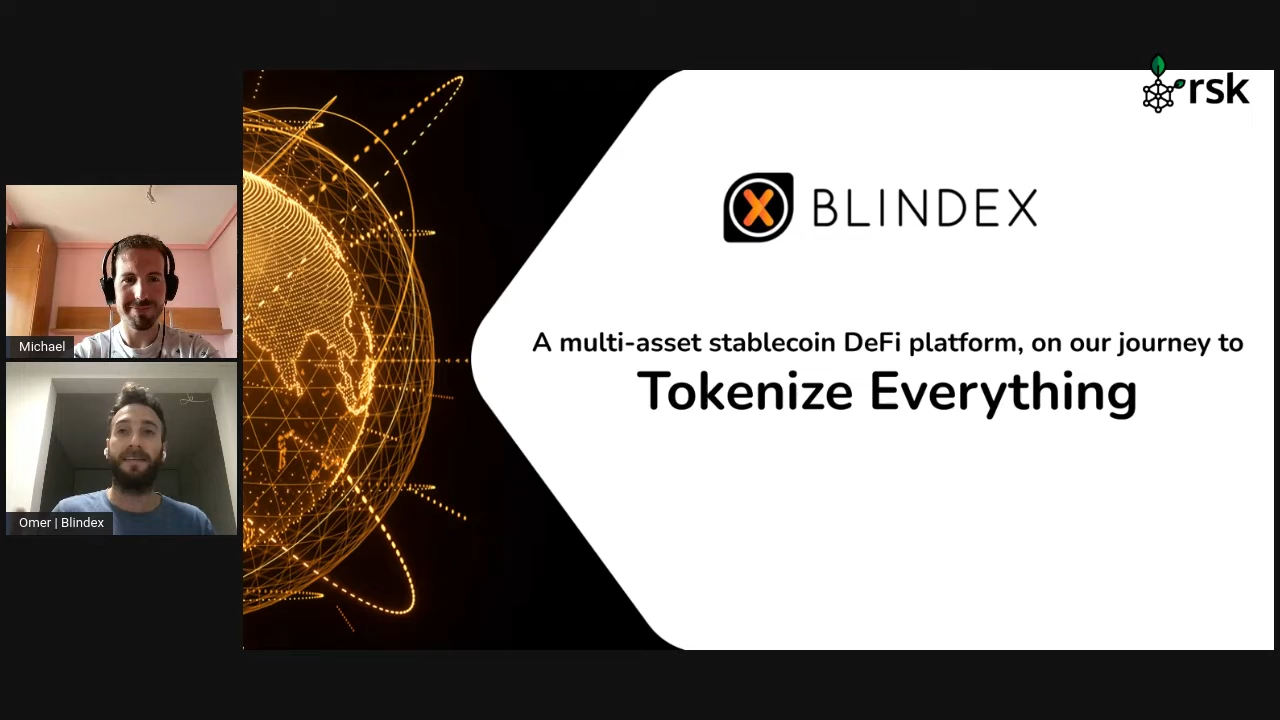 rsk
BLINDEX
A multi-asset stablecoin DeFi platform, on our journey to
Tokenize Everything
Michael
Omer | Blindex